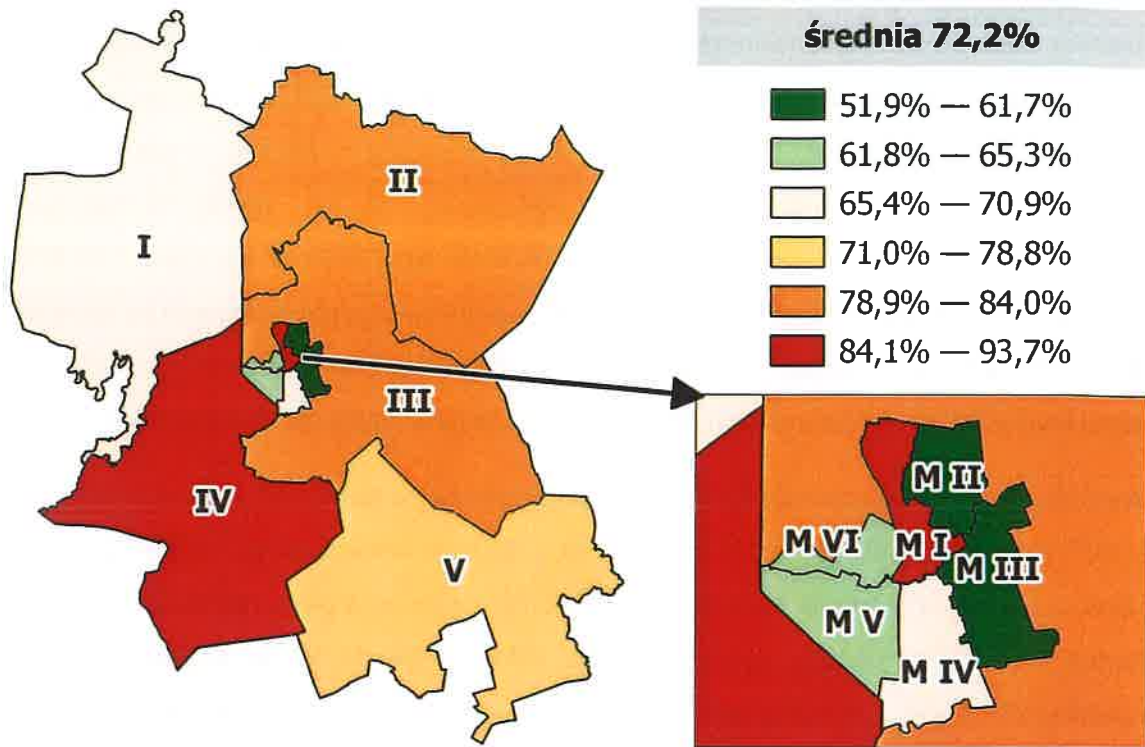 średnia 72,2%
51,9% — 61,7%
61,8% — 65,3%
65,4% — 70,9%
71,0% — 78,8%
78,9% — 84,0%
84,1% — 93,7%
I
II
III
IV
V
M II
M VI
M I
M III
M V
M IV